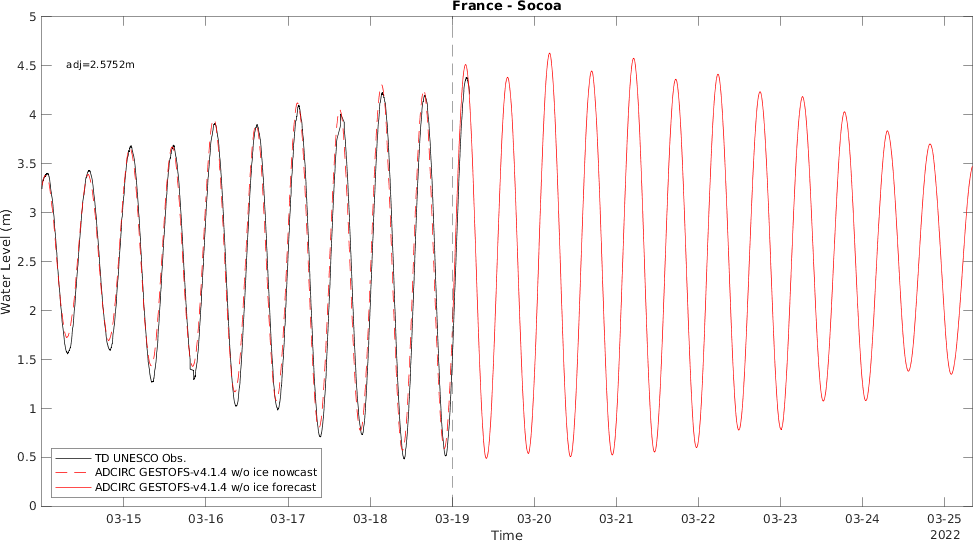 France - Socoa
5
4.5
4
3.5
3
2.5
2
1.5
1
0.5
0
Water Level (m)
adj=2.5752m
TD UNESCO Obs.
ADCIRC GESTOFS-v4.1.4 w/o ice nowcast
ADCIRC GESTOFS-v4.1.4 w/o ice forecast
03-15 03-16 03-17 03-18 03-19 03-20 03-21 03-22 03-23 03-24 03-25
2022
Time